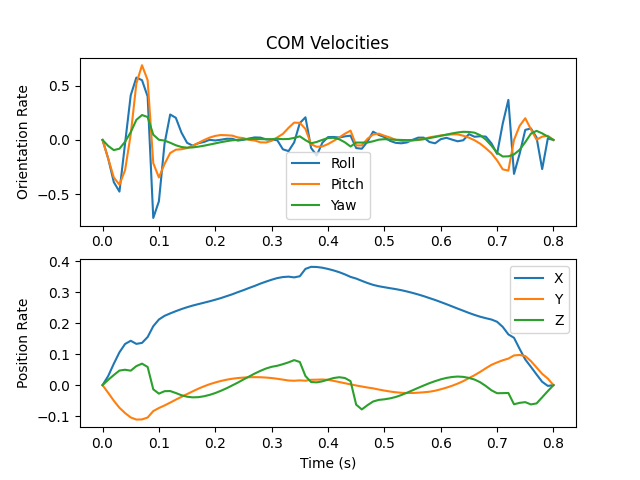 COM Velocities
Orientation Rate
0.5
0.0
−0.5
Roll
Pitch
Yaw
0.0 0.1 0.2 0.3 0.4 0.5 0.6 0.7 0.8
Position Rate
0.4
0.3
0.2
0.1
0.0
−0.1
X
Y
Z
0.0 0.1 0.2 0.3 0.4 0.5 0.6 0.7 0.8
Time (s)